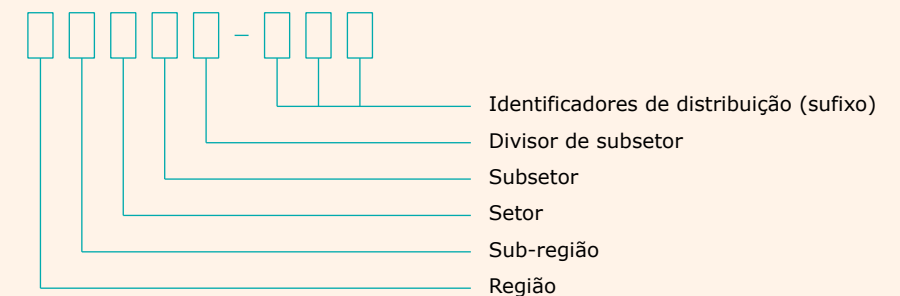 Identificadores de distribuição (sufixo)
Divisor de subsetor
Subsetor
Setor
Sub-região
Região